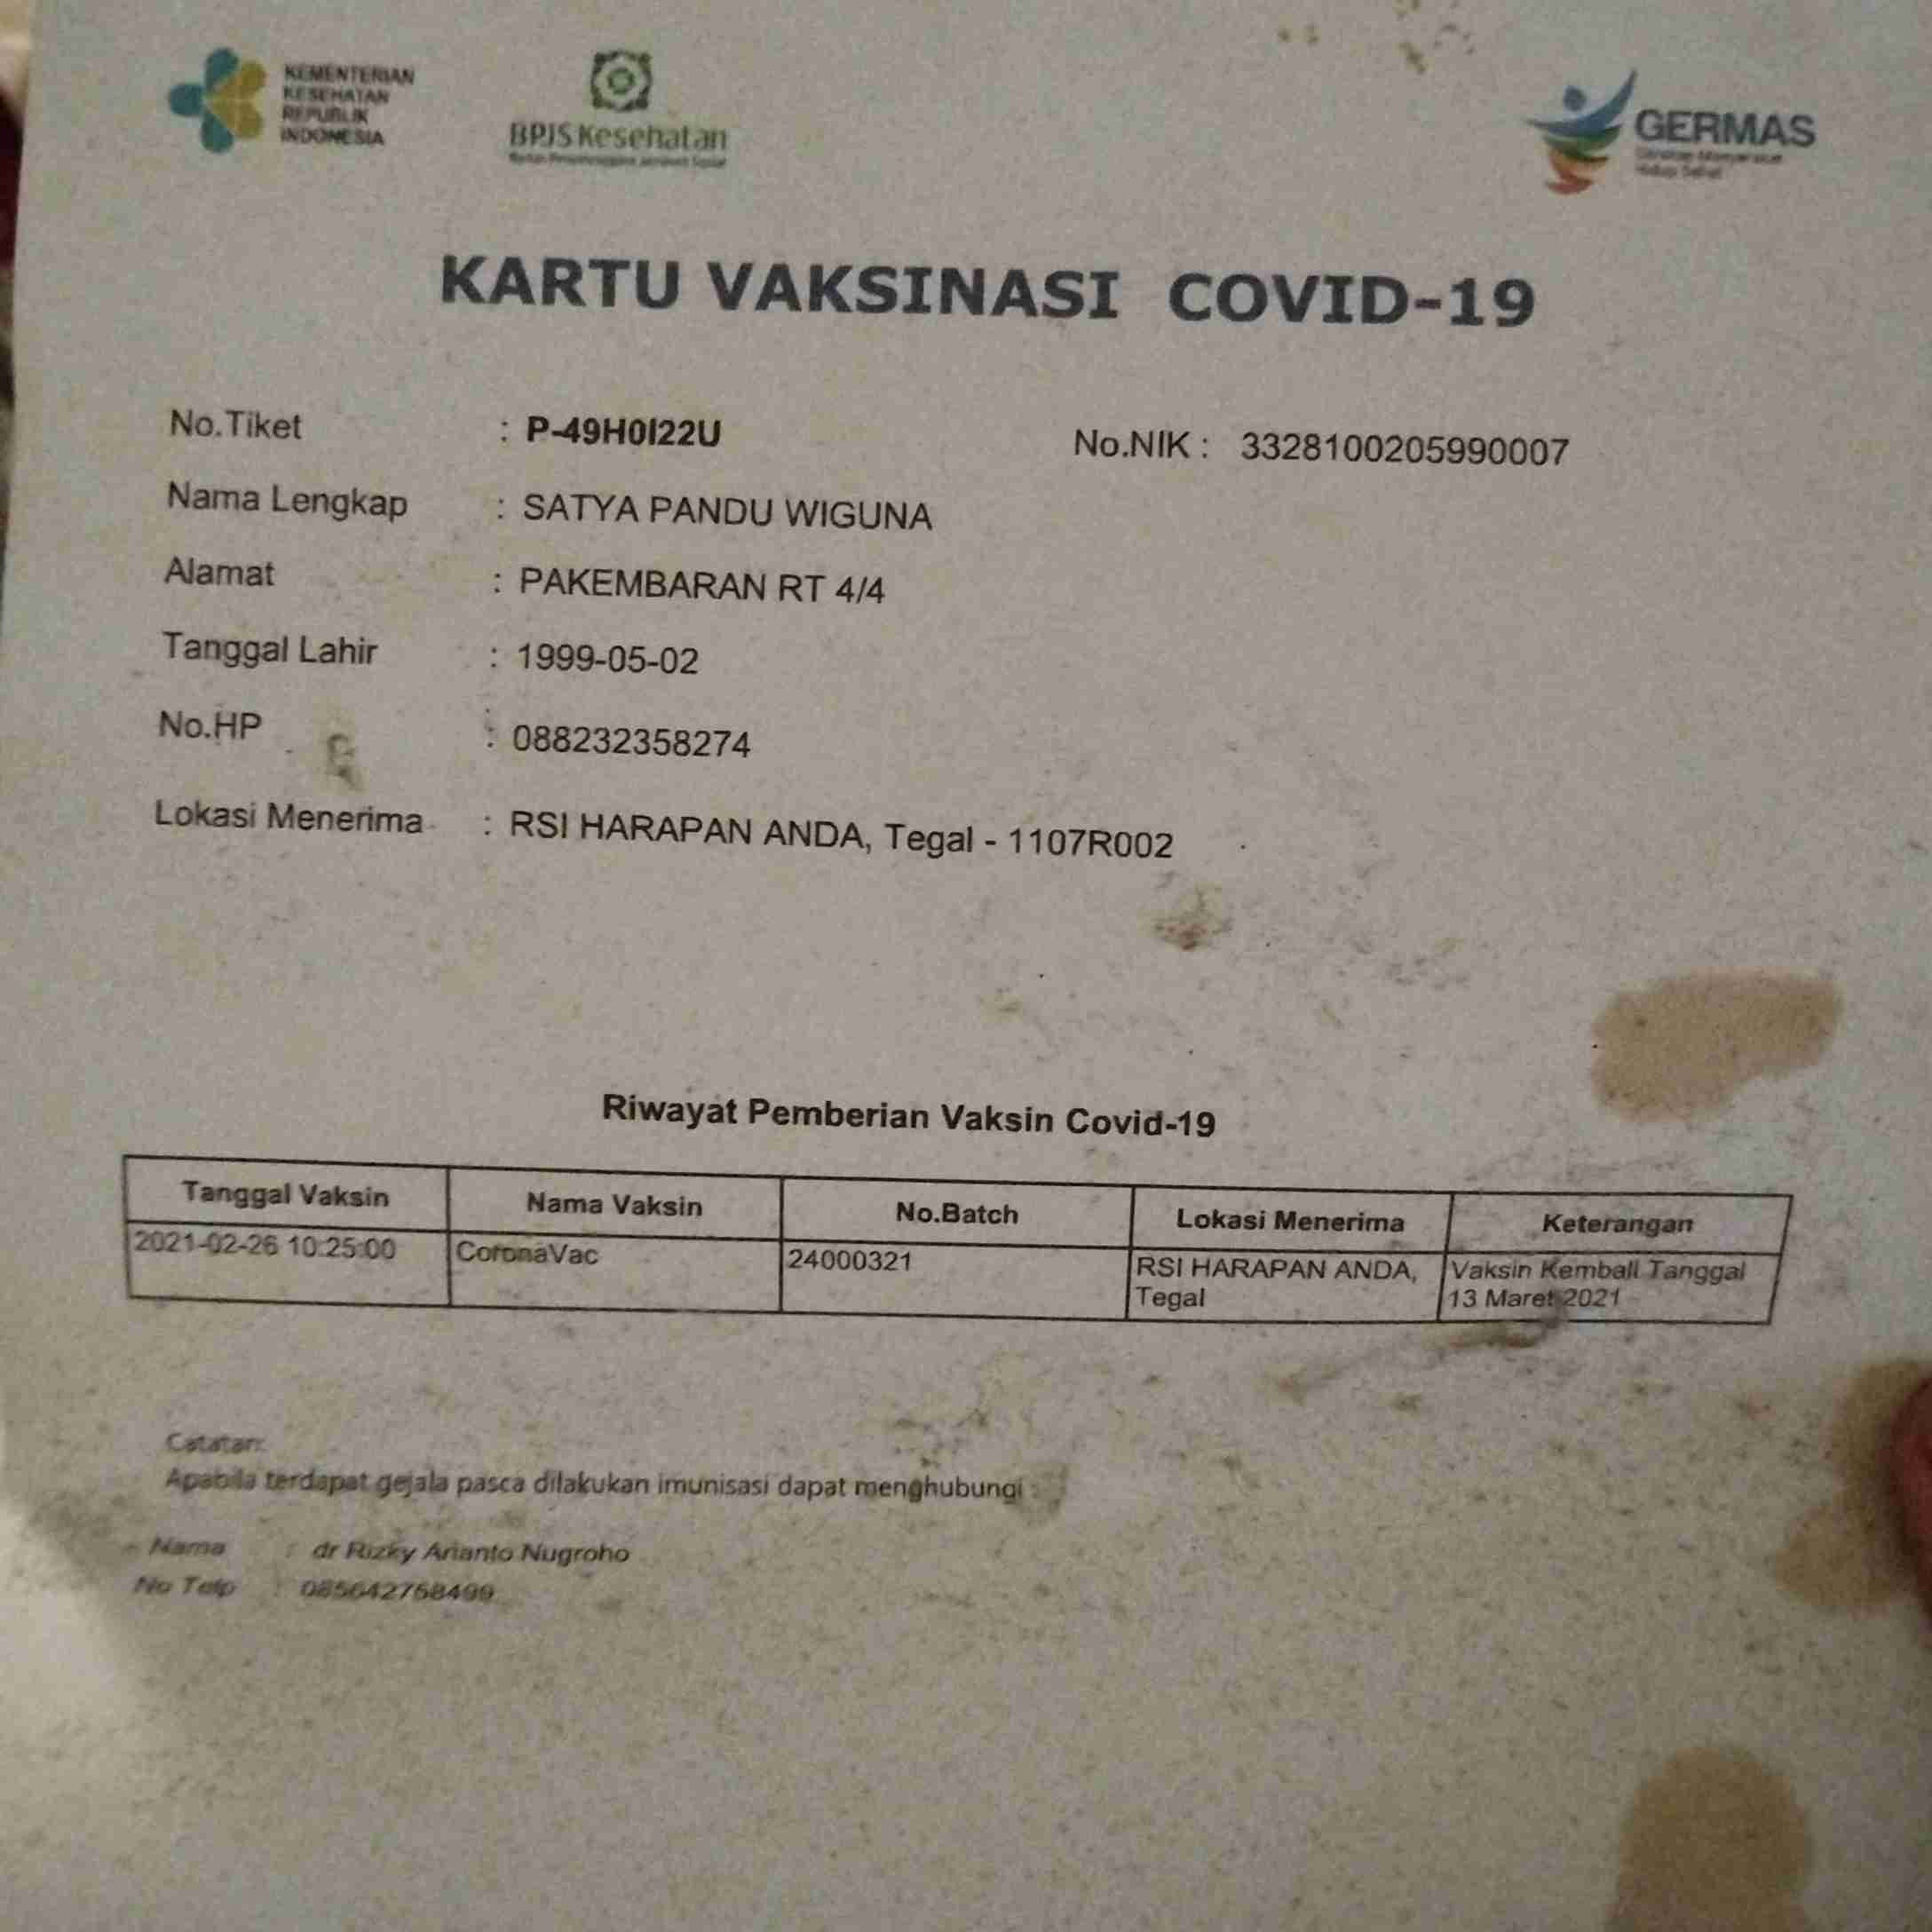 KEMENTERIAN
KESEHATAN
REPUBLIK
INDONESIA
BPJS Kesehatan
GERMAS
KARTU VAKSINASI COVID-19
No.Tiket : P-49H0I22U No.NIK : 3328100205990007
Nama Lengkap : SATYA PANDU WIGUNA
Alamat : PAKEMBARAN RT 4/4
Tanggal Lahir : 1999-05-02
No.HP : 088232358274
Lokasi Menerima : RSI HARAPAN ANDA, Tegal - 1107R002
Riwayat Pemberian Vaksin Covid-19
Tanggal Vaksin Nama Vaksin No.Batch Lokasi Menerima Keterangan
2021-02-26 10:25:00 CoronaVac 24000321 RSI HARAPAN ANDA, Vaksin Kembali Tanggal
Tegal 13 Maret 2021
Catatan:
Apabila terdapat gejala pasca dilakukan imunisasi dapat menghubungi :
Nama : dr Rizky Arianto Nugroho
No Telp : 085642758499